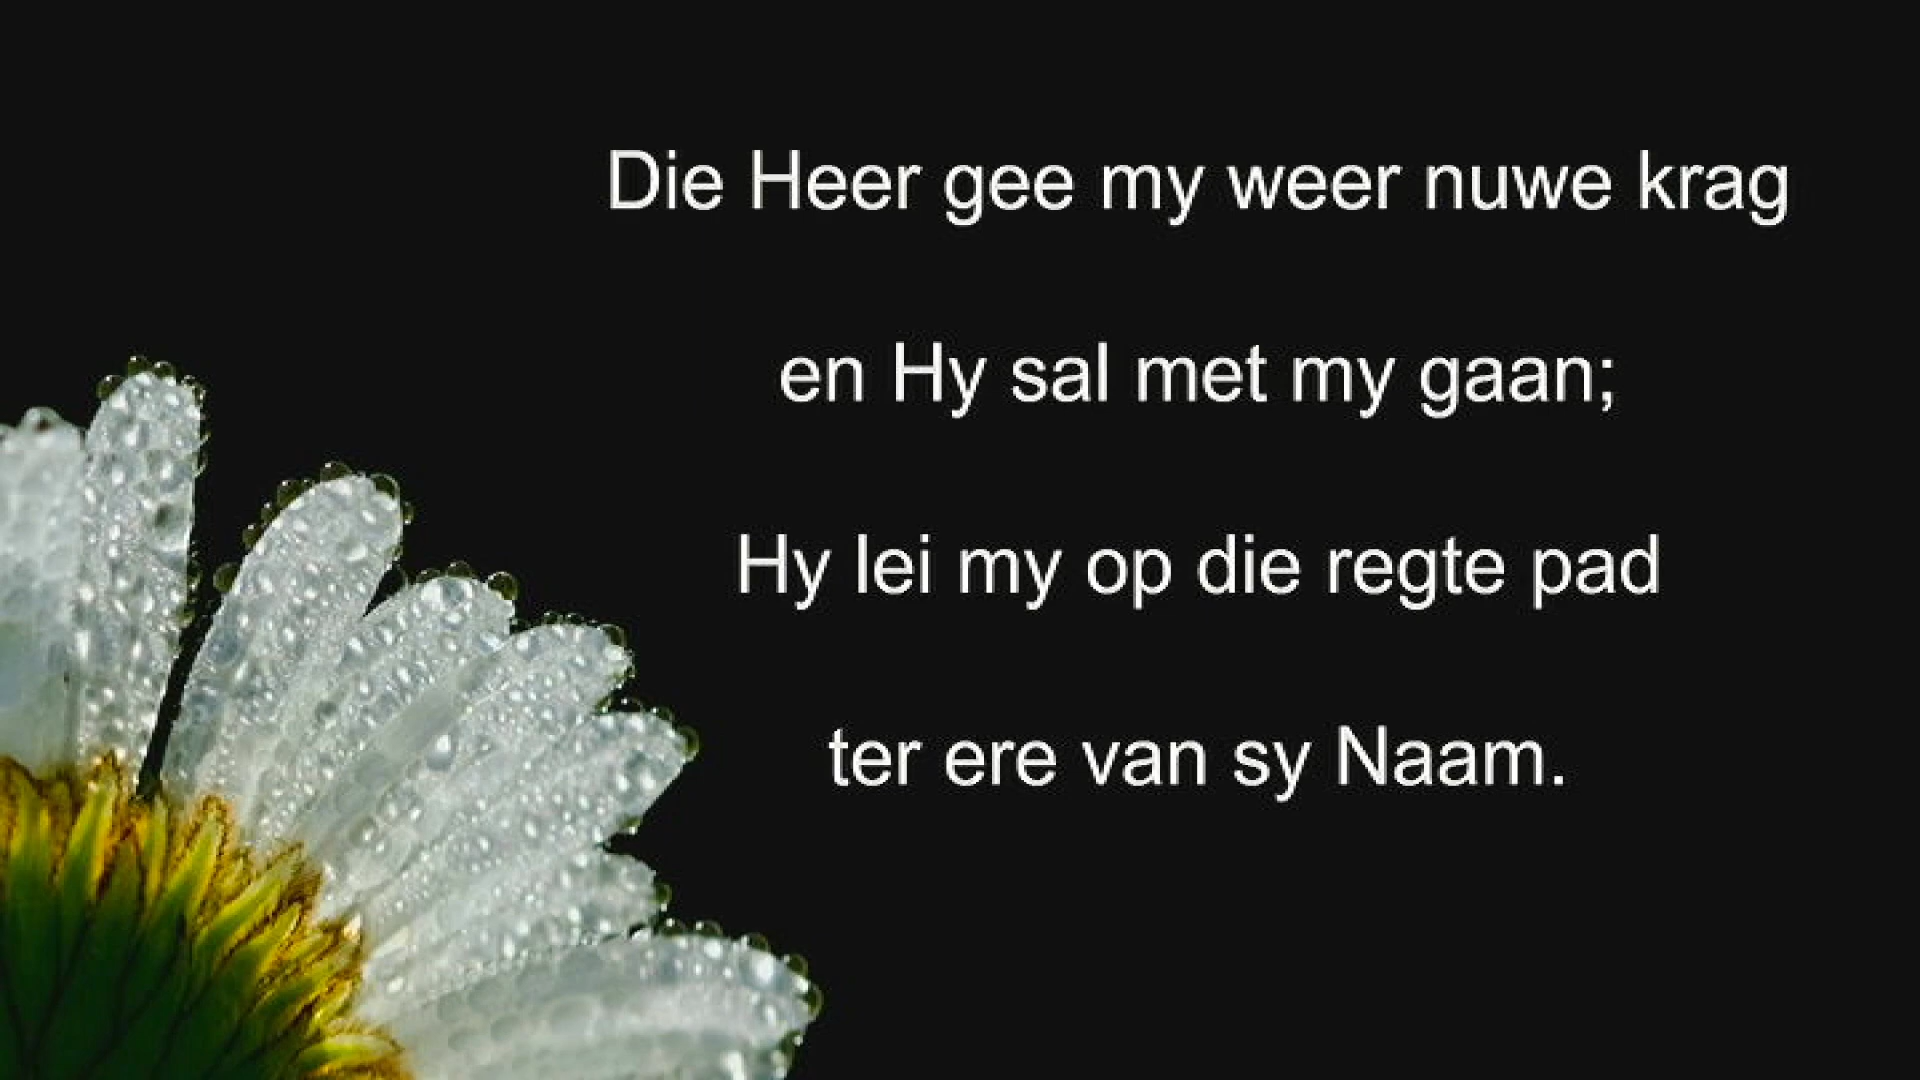 Die Heer gee my weer nuwe krag
en Hy sal met my gaan;
Hy lei my op die regte pad
ter ere van sy Naam.